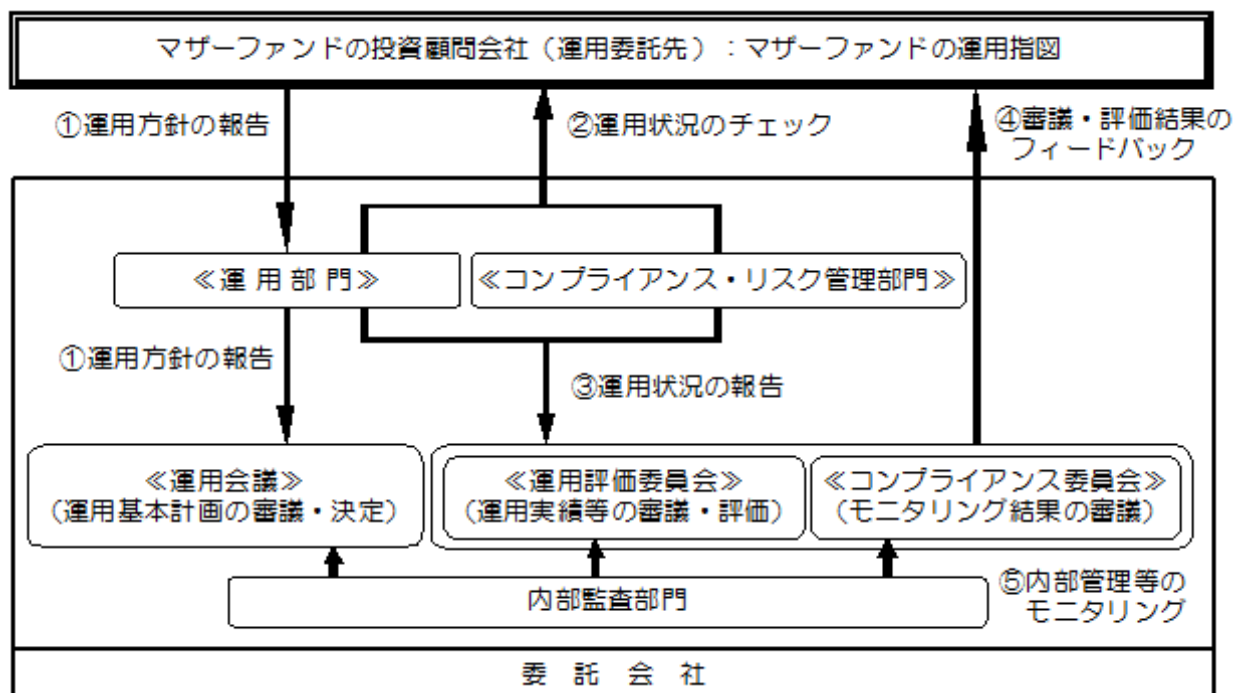 マザーファンドの投資顧問会社（運用委託先）：マザーファンドの運用指図
①運用方針の報告
②運用状況のチェック
④審議・評価結果の
フィードバック
≪運 用 部 門≫
≪コンプライアンス・リスク管理部門≫
①運用方針の報告
③運用状況の報告
≪運用会議≫
（運用基本計画の審議・決定）
≪運用評価委員会≫
（運用実績等の審議・評価）
≪コンプライアンス委員会≫
（モニタリング結果の審議）
内部監査部門
⑤内部管理等の
モニタリング
委 託 会 社